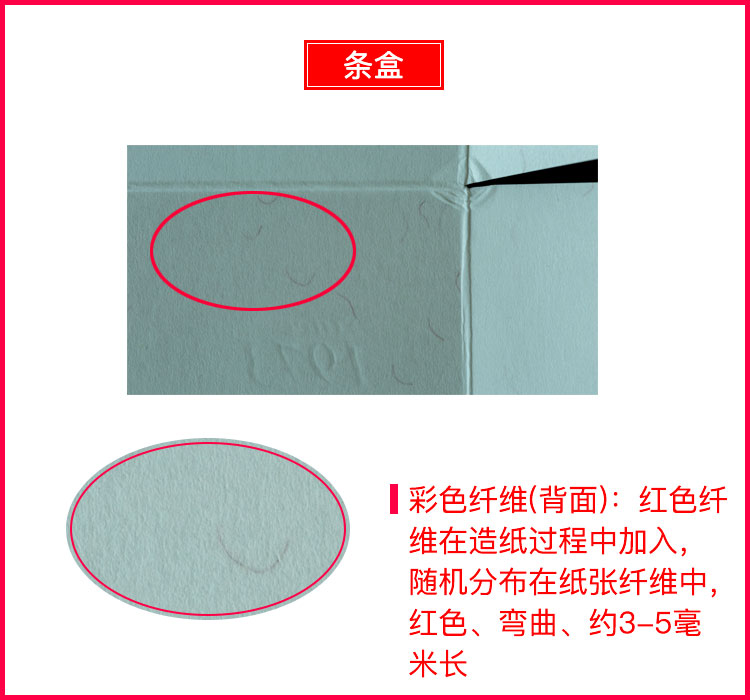 条盒
彩色纤维(背面)：红色纤
维在造纸过程中加入，
随机分布在纸张纤维中，
红色、弯曲、约3-5毫
米长